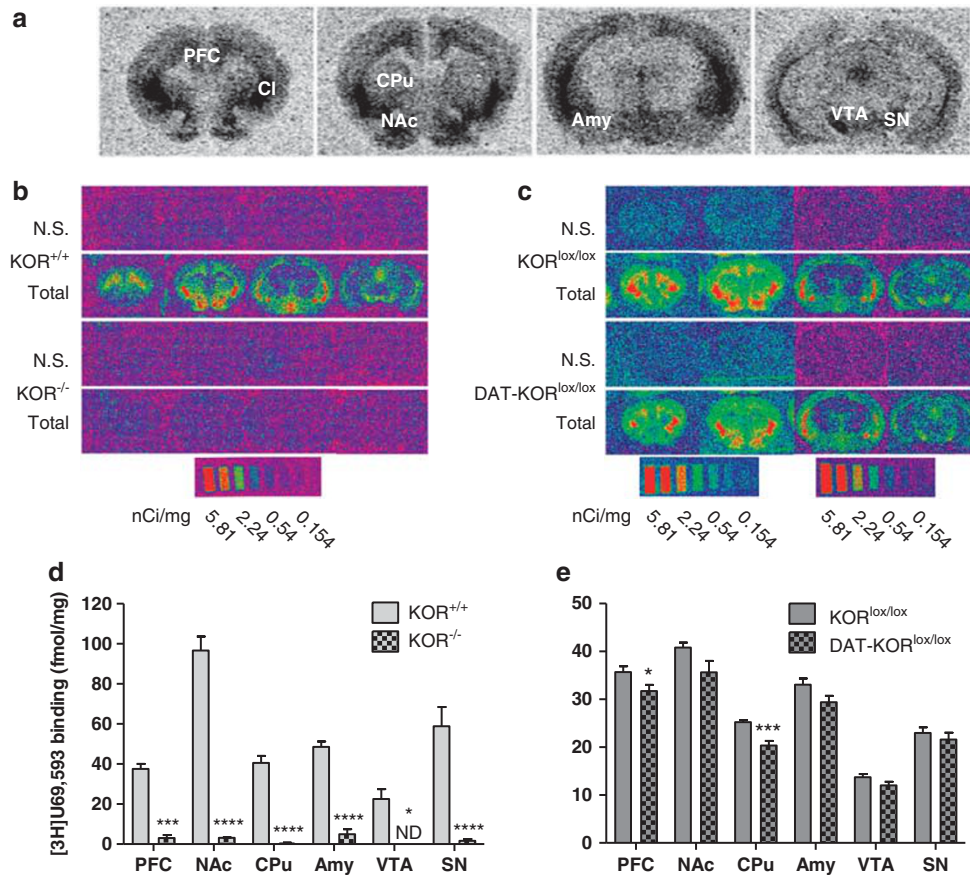 a
PFC
Cl
CPu
NAc
Amy
VTA
SN
b
N.S.
KOR+/+
Total
N.S.
KOR-/-
Total
nCi/mg
5.81
2.24
0.54
0.154
c
N.S.
KORlox/lox
Total
N.S.
DAT-KORlox/lox
Total
nCi/mg
5.81
2.24
0.54
0.154
5.81
2.24
0.54
0.154
d
[3H]U69,593 binding (fmol/mg)
120
100
80
60
40
20
0
KOR+/+
KOR-/-
***
****
****
****
*
ND
****
PFC NAc CPu Amy VTA SN
e
50
40
30
20
10
0
KORlox/lox
DAT-KORlox/lox
*
***
PFC NAc CPu Amy VTA SN